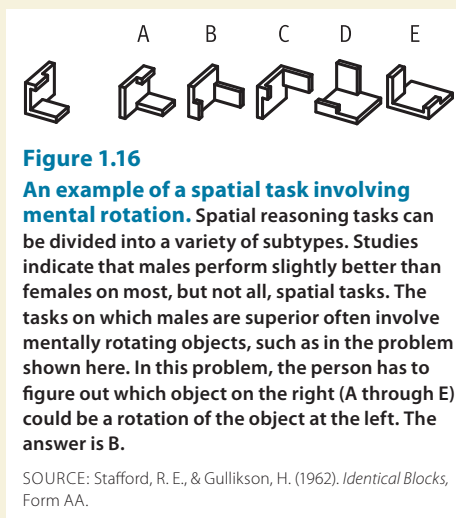 A B C D E
Figure 1.16
An example of a spatial task involving
mental rotation. Spatial reasoning tasks can
be divided into a variety of subtypes. Studies
indicate that males perform slightly better than
females on most, but not all, spatial tasks. The
tasks on which males are superior often involve
mentally rotating objects, such as in the problem
shown here. In this problem, the person has to
figure out which object on the right (A through E)
could be a rotation of the object at the left. The
answer is B.
SOURCE: Stafford, R. E., & Gullikson, H. (1962). Identical Blocks,
Form AA.